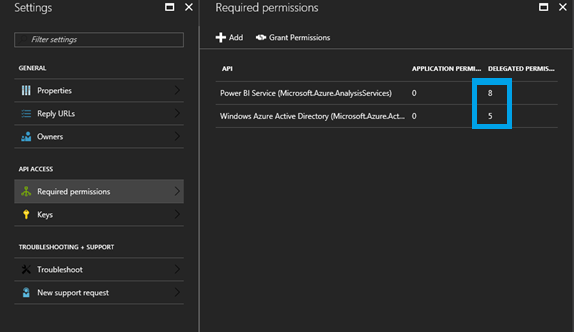 Settings
Filter settings
GENERAL
Properties
Reply URLs
Owners
API ACCESS
Required permissions
Keys
TROUBLESHOOTING + SUPPORT
Troubleshoot
New support request
Required permissions
Add Grant Permissions
API APPLICATION PERMI... DELEGATED PERMIS...
Power BI Service (Microsoft.Azure.AnalysisServices) 0 8
Windows Azure Active Directory (Microsoft.Azure.Act... 0 5